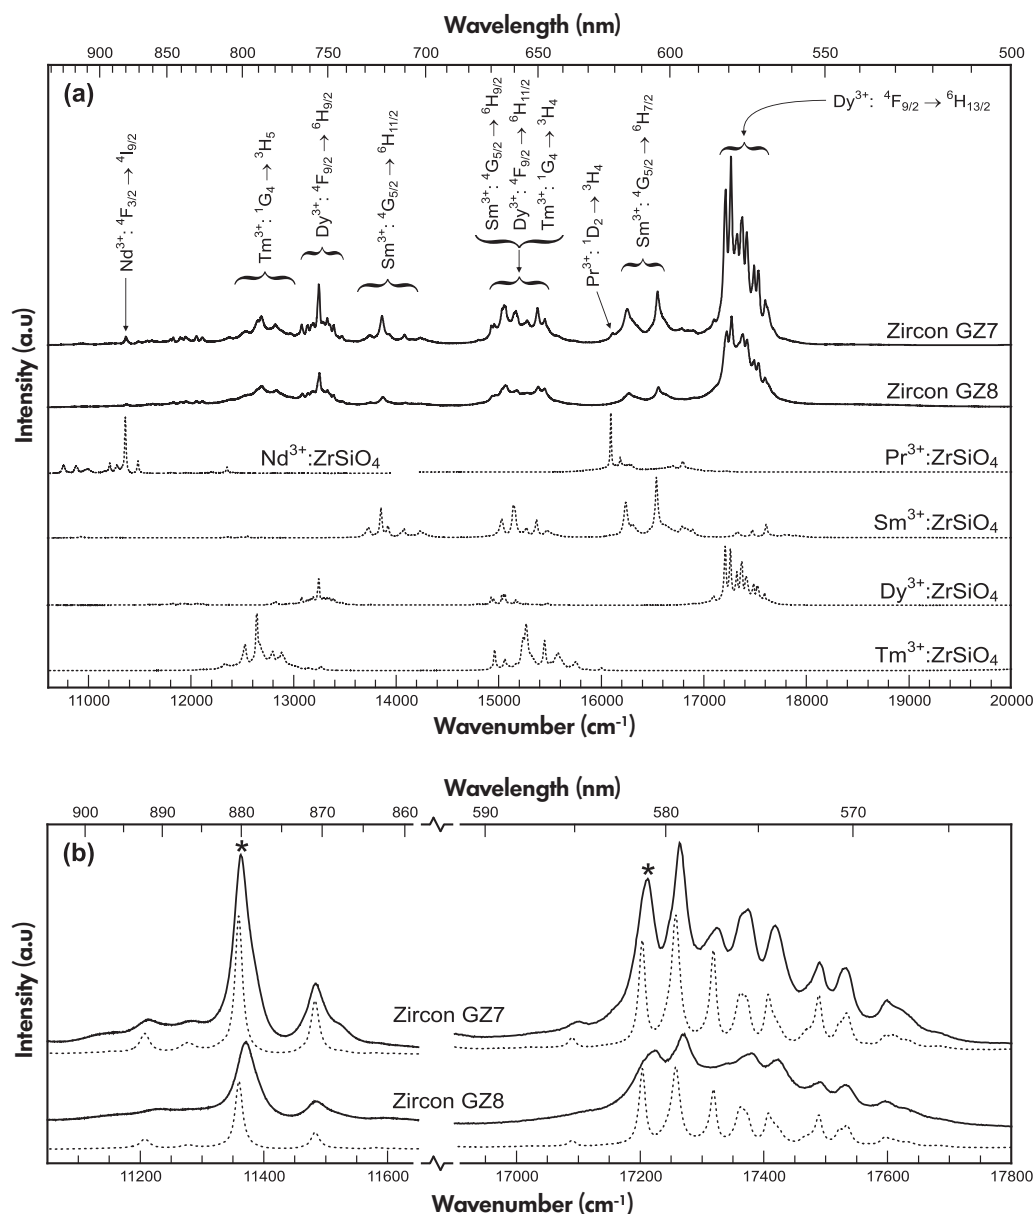 Wavelength (nm)
900 850 800 750 700 650 600 550 500
(a)
Nd³⁺: ⁴F₃/₂ → ⁴I₉/₂
Tm³⁺: ¹G₄ → ³H₅
Dy³⁺: ⁴F₉/₂ → ⁶H₉/₂
Sm³⁺: ⁴G₅/₂ → ⁶H₁₁/₂
Sm³⁺: ⁴G₅/₂ → ⁶H₉/₂
Dy³⁺: ⁴F₉/₂ → ⁶H₁₁/₂
Tm³⁺: ¹G₄ → ³H₄
Pr³⁺: ¹D₂ → ³H₄
Sm³⁺: ⁴G₅/₂ → ⁶H₇/₂
Dy³⁺: ⁴F₉/₂ → ⁶H₁₃/₂
Zircon GZ7
Zircon GZ8
Nd³⁺:ZrSiO₄
Pr³⁺:ZrSiO₄
Sm³⁺:ZrSiO₄
Dy³⁺:ZrSiO₄
Tm³⁺:ZrSiO₄
Intensity (a.u)
11000 12000 13000 14000 15000 16000 17000 18000 19000 20000
Wavenumber (cm⁻¹)
Wavelength (nm)
900 890 880 870 860 590 580 570
(b)
* *
Zircon GZ7
Zircon GZ8
Intensity (a.u)
11200 11400 11600 17000 17200 17400 17600 17800
Wavenumber (cm⁻¹)